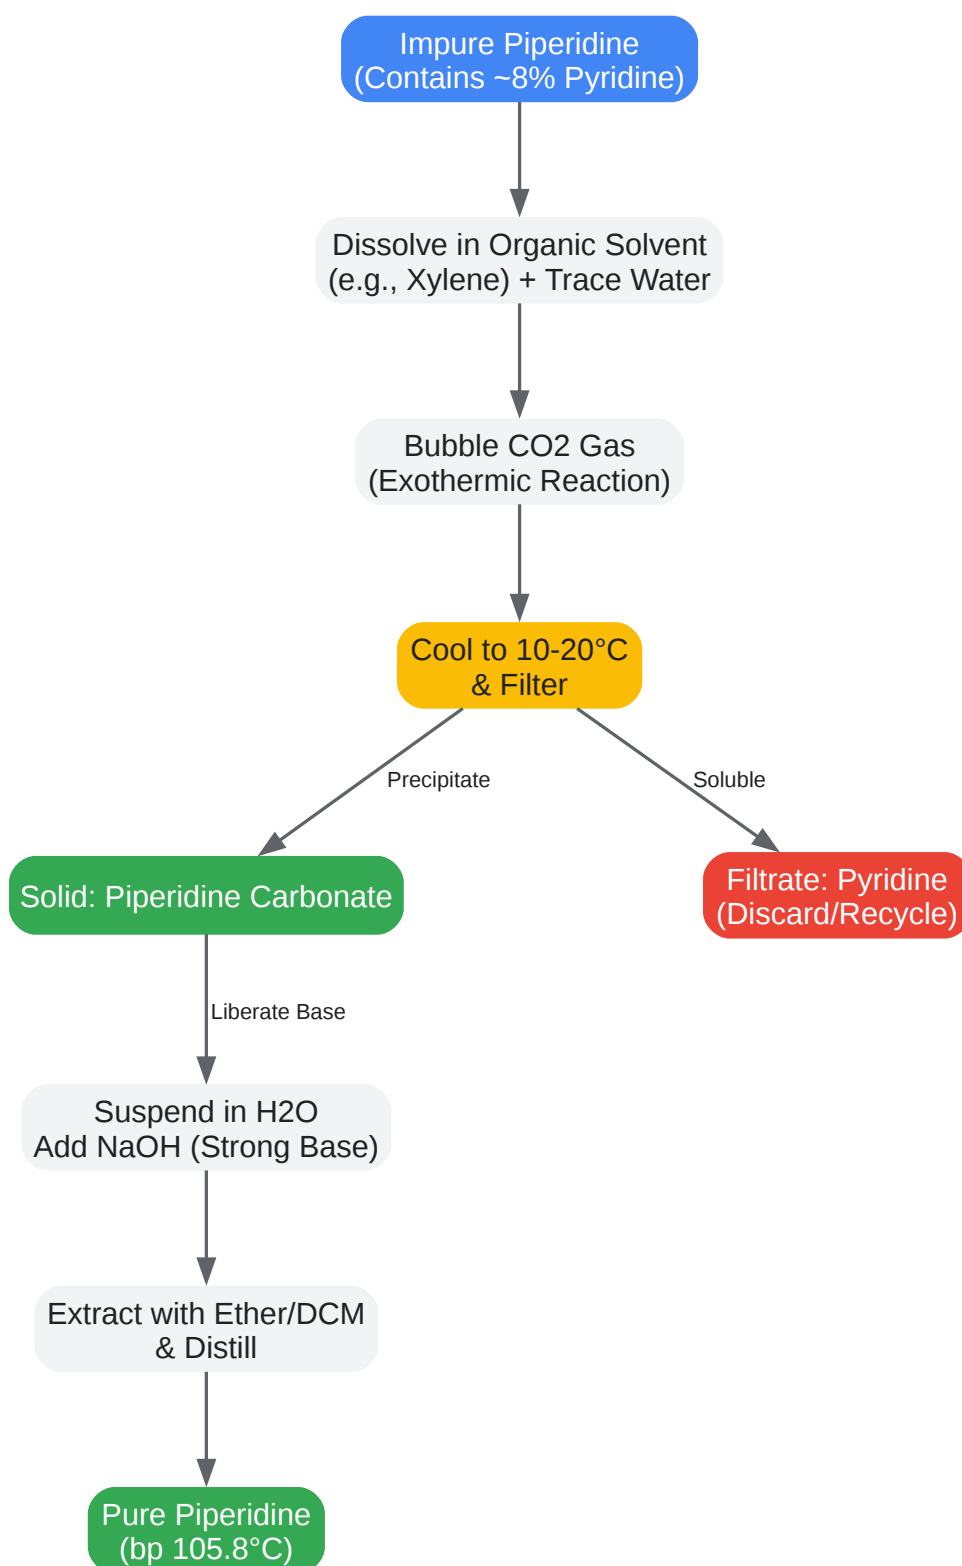 Impure Piperidine
(Contains ~8% Pyridine)
Dissolve in Organic Solvent
(e.g., Xylene) + Trace Water
Bubble CO2 Gas
(Exothermic Reaction)
Cool to 10-20°C
& Filter
Precipitate
Soluble
Solid: Piperidine Carbonate
Filtrate: Pyridine
(Discard/Recycle)
Liberate Base
Suspend in H2O
Add NaOH (Strong Base)
Extract with Ether/DCM
& Distill
Pure Piperidine
(bp 105.8°C)